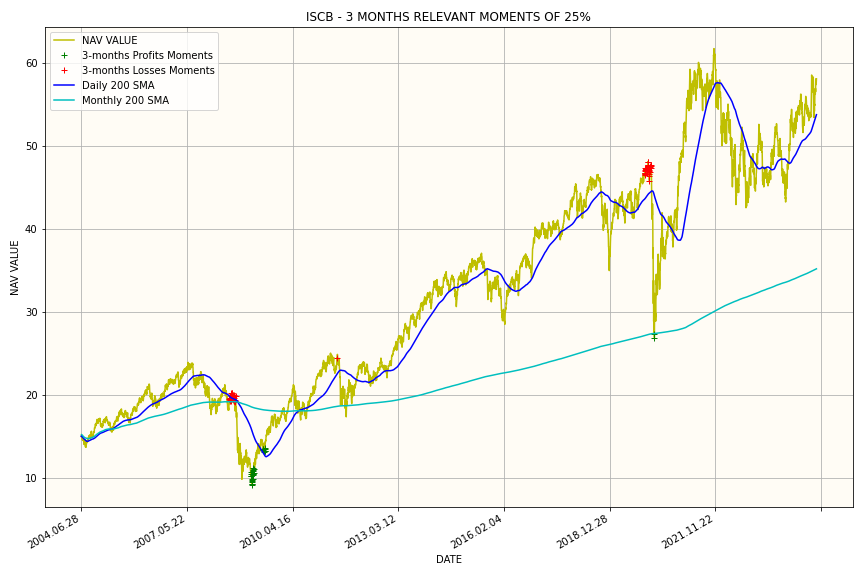 ISCB - 3 MONTHS RELEVANT MOMENTS OF 25%
NAV VALUE
3-months Profits Moments
3-months Losses Moments
Daily 200 SMA
Monthly 200 SMA
NAV VALUE
60
50
40
30
20
10
2004.06.28
2007.05.22
2010.04.16
2013.03.12
2016.02.04
2018.12.28
2021.11.22
DATE